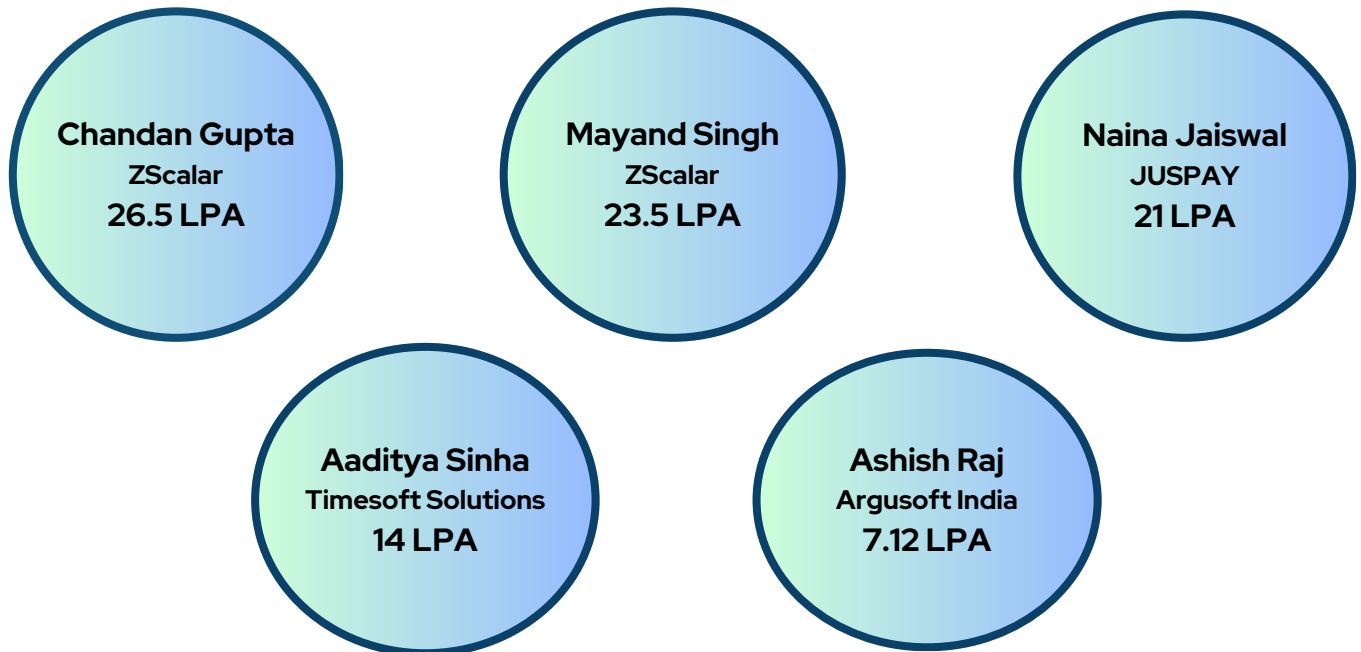 Chandan Gupta
ZScalar
26.5 LPA
Mayand Singh
ZScalar
23.5 LPA
Naina Jaiswal
JUSPAY
21 LPA
Aaditya Sinha
Timesoft Solutions
14 LPA
Ashish Raj
Argusoft India
7.12 LPA